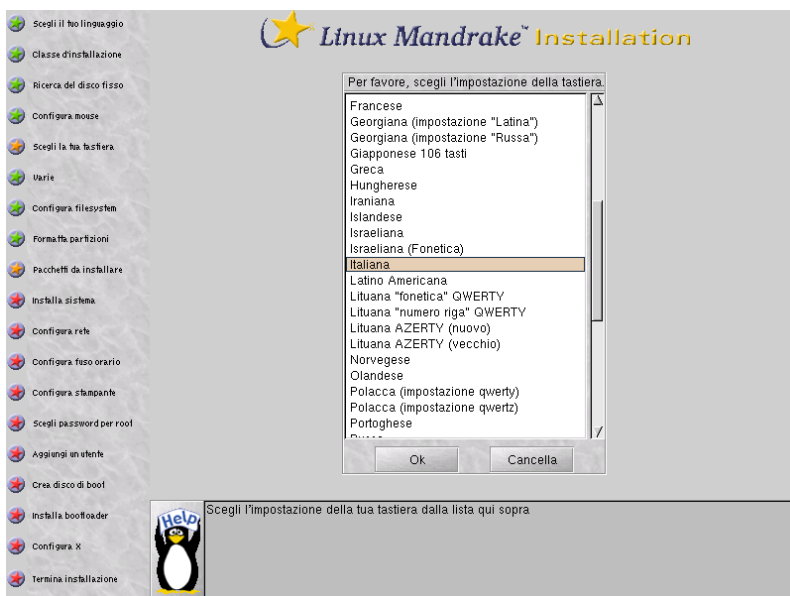 Scegli il tuo linguaggio
Classe d'installazione
Ricerca del disco fisso
Configura mouse
Scegli la tua tastiera
Varie
Configura filesystem
Formatta partizioni
Pacchetti da installare
Installa sistema
Configura rete
Configura fuso orario
Configura stampante
Scegli password per root
Aggiungi un utente
Crea disco di boot
Installa bootloader
Configura X
Termina installazione
Linux Mandrake™ Installation
Per favore, scegli l'impostazione della tastiera.
Francese
Georgiana (impostazione "Latina")
Georgiana (impostazione "Russa")
Giapponese 106 tasti
Greca
Hungherese
Iraniana
Islandese
Israeliana
Israeliana (Fonetica)
Italiana
Latino Americana
Lituana "fonetica" QWERTY
Lituana "numero riga" QWERTY
Lituana AZERTY (nuovo)
Lituana AZERTY (vecchio)
Norvegese
Olandese
Polacca (impostazione qwerty)
Polacca (impostazione qwertz)
Portoghese
Ok Cancella
Help
Scegli l'impostazione della tua tastiera dalla lista qui sopra